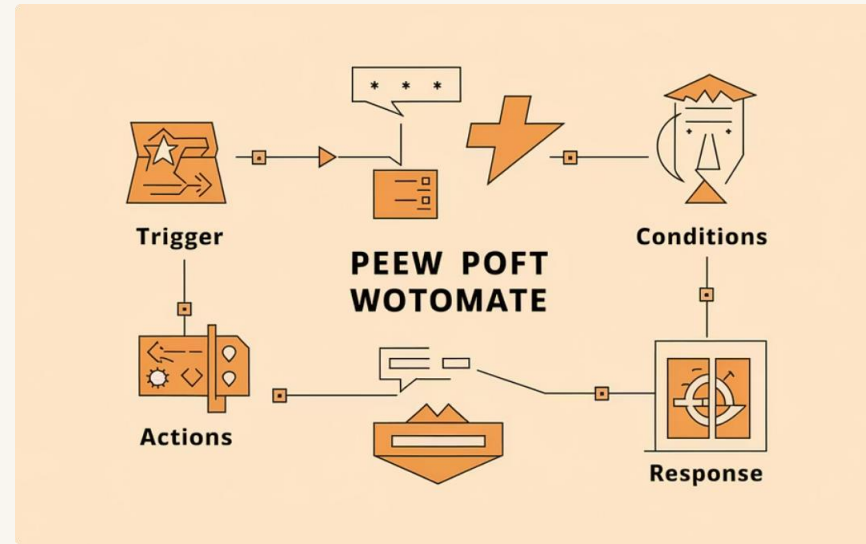 * * *
Trigger
Conditions
PEEW POFT
WOTOMATE
Actions
Response